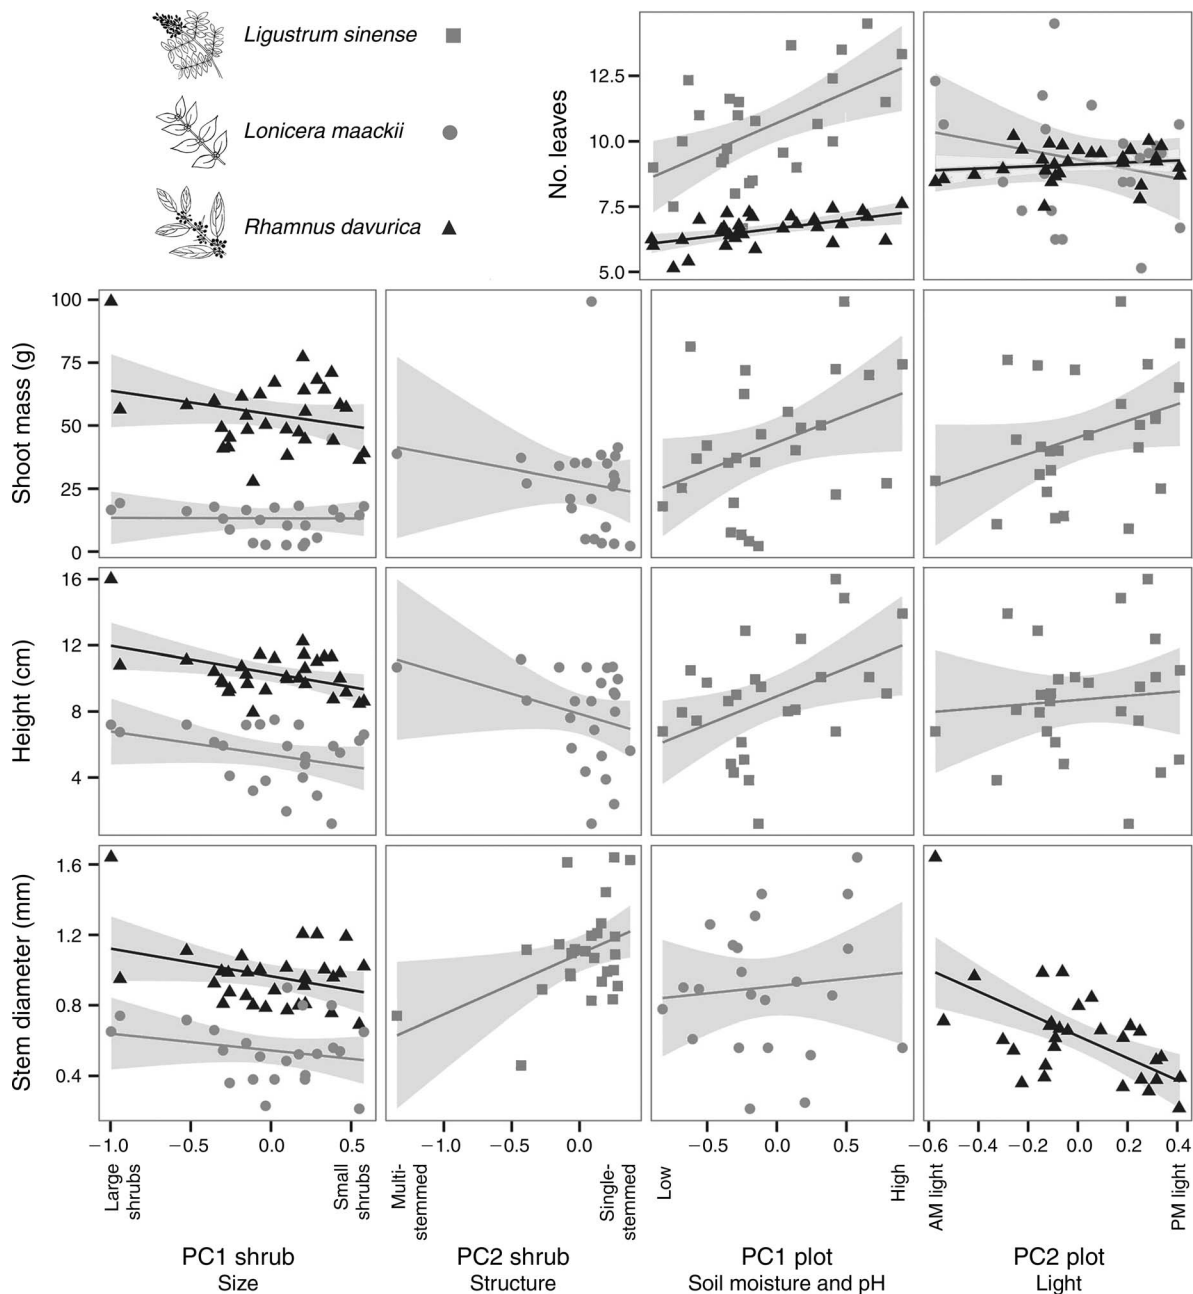 Ligustrum sinense
Lonicera maackii
Rhamnus davurica
No. leaves
12.5
10.0
7.5
5.0
Shoot mass (g)
100
75
50
25
0
Height (cm)
16
12
8
4
Stem diameter (mm)
1.6
1.2
0.8
0.4
−1.0 −0.5 0.0 0.5
−1.0 −0.5 0.0
−0.5 0.0 0.5
−0.6 −0.4 −0.2 0.0 0.2 0.4
Large
shrubs
Small
shrubs
Multi-
stemmed
Single-
stemmed
Low
High
AM light
PM light
PC1 shrub
Size
PC2 shrub
Structure
PC1 plot
Soil moisture and pH
PC2 plot
Light